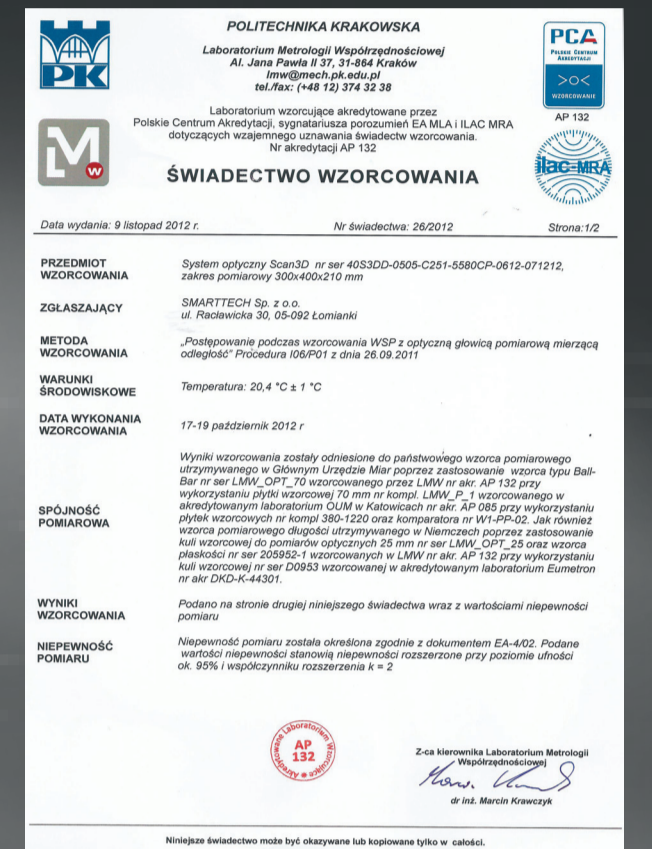 POLITECHNIKA KRAKOWSKA
Laboratorium Metrologii Współrzędnościowej
Al. Jana Pawła II 37, 31-864 Kraków
lmw@mech.pk.edu.pl
tel./fax: (+48 12) 374 32 38
PK
PCA
POLSKIE CENTRUM
AKREDYTACJI
WZORCOWANIE
AP 132
Laboratorium wzorcujące akredytowane przez
Polskie Centrum Akredytacji, sygnatariusza porozumień EA MLA i ILAC MRA
dotyczących wzajemnego uznawania świadectw wzorcowania.
Nr akredytacji AP 132
LM
w
ilac-MRA
ŚWIADECTWO WZORCOWANIA
Data wydania: 9 listopad 2012 r. Nr świadectwa: 26/2012 Strona:1/2
PRZEDMIOT
WZORCOWANIA
System optyczny Scan3D nr ser 40S3DD-0505-C251-5580CP-0612-071212,
zakres pomiarowy 300x400x210 mm
ZGŁASZAJĄCY
SMARTTECH Sp. z o.o.
ul. Racławicka 30, 05-092 Łomianki
METODA
WZORCOWANIA
„Postępowanie podczas wzorcowania WSP z optyczną głowicą pomiarową mierzącą
odległość" Procedura I06/P01 z dnia 26.09.2011
WARUNKI
ŚRODOWISKOWE
Temperatura: 20,4 °C ± 1 °C
DATA WYKONANIA
WZORCOWANIA
17-19 październik 2012 r
SPÓJNOŚĆ
POMIAROWA
Wyniki wzorcowania zostały odniesione do państwowego wzorca pomiarowego
utrzymywanego w Głównym Urzędzie Miar poprzez zastosowanie wzorca typu Ball-
Bar nr ser LMW_OPT_70 wzorcowanego przez LMW nr akr. AP 132 przy
wykorzystaniu płytki wzorcowej 70 mm nr kompl. LMW_P_1 wzorcowanego w
akredytowanym laboratorium OUM w Katowicach nr akr. AP 085 przy wykorzystaniu
płytek wzorcowych nr kompl 380-1220 oraz komparatora nr W1-PP-02. Jak również
wzorca pomiarowego długości utrzymywanego w Niemczech poprzez zastosowanie
kuli wzorcowej do pomiarów optycznych 25 mm nr ser LMW_OPT_25 oraz wzorca
płaskości nr ser 205952-1 wzorcowanych w LMW nr akr. AP 132 przy wykorzystaniu
kuli wzorcowej nr ser D0953 wzorcowanej w akredytowanym laboratorium Eumetron
nr akr DKD-K-44301.
WYNIKI
WZORCOWANIA
Podano na stronie drugiej niniejszego świadectwa wraz z wartościami niepewności
pomiaru
NIEPEWNOŚĆ
POMIARU
Niepewność pomiaru została określona zgodnie z dokumentem EA-4/02. Podane
wartości niepewności stanowią niepewności rozszerzone przy poziomie ufności
ok. 95% i współczynniku rozszerzenia k = 2
Akredytowane Laboratorium Wzorcujące
AP
132
Z-ca kierownika Laboratorium Metrologii
Współrzędnościowej
dr inż. Marcin Krawczyk
Niniejsze świadectwo może być okazywane lub kopiowane tylko w całości.